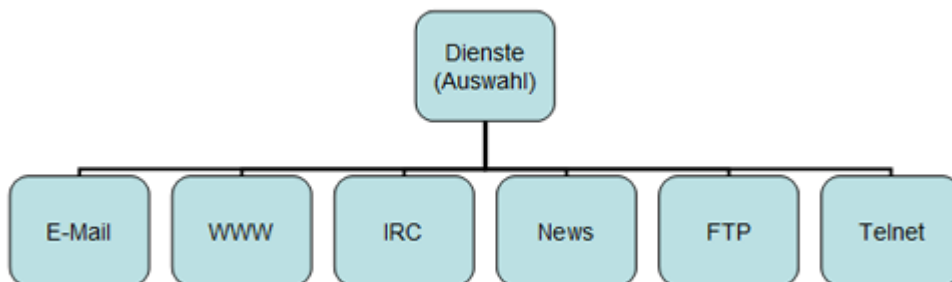 Dienste
(Auswahl)
E-Mail
WWW
IRC
News
FTP
Telnet